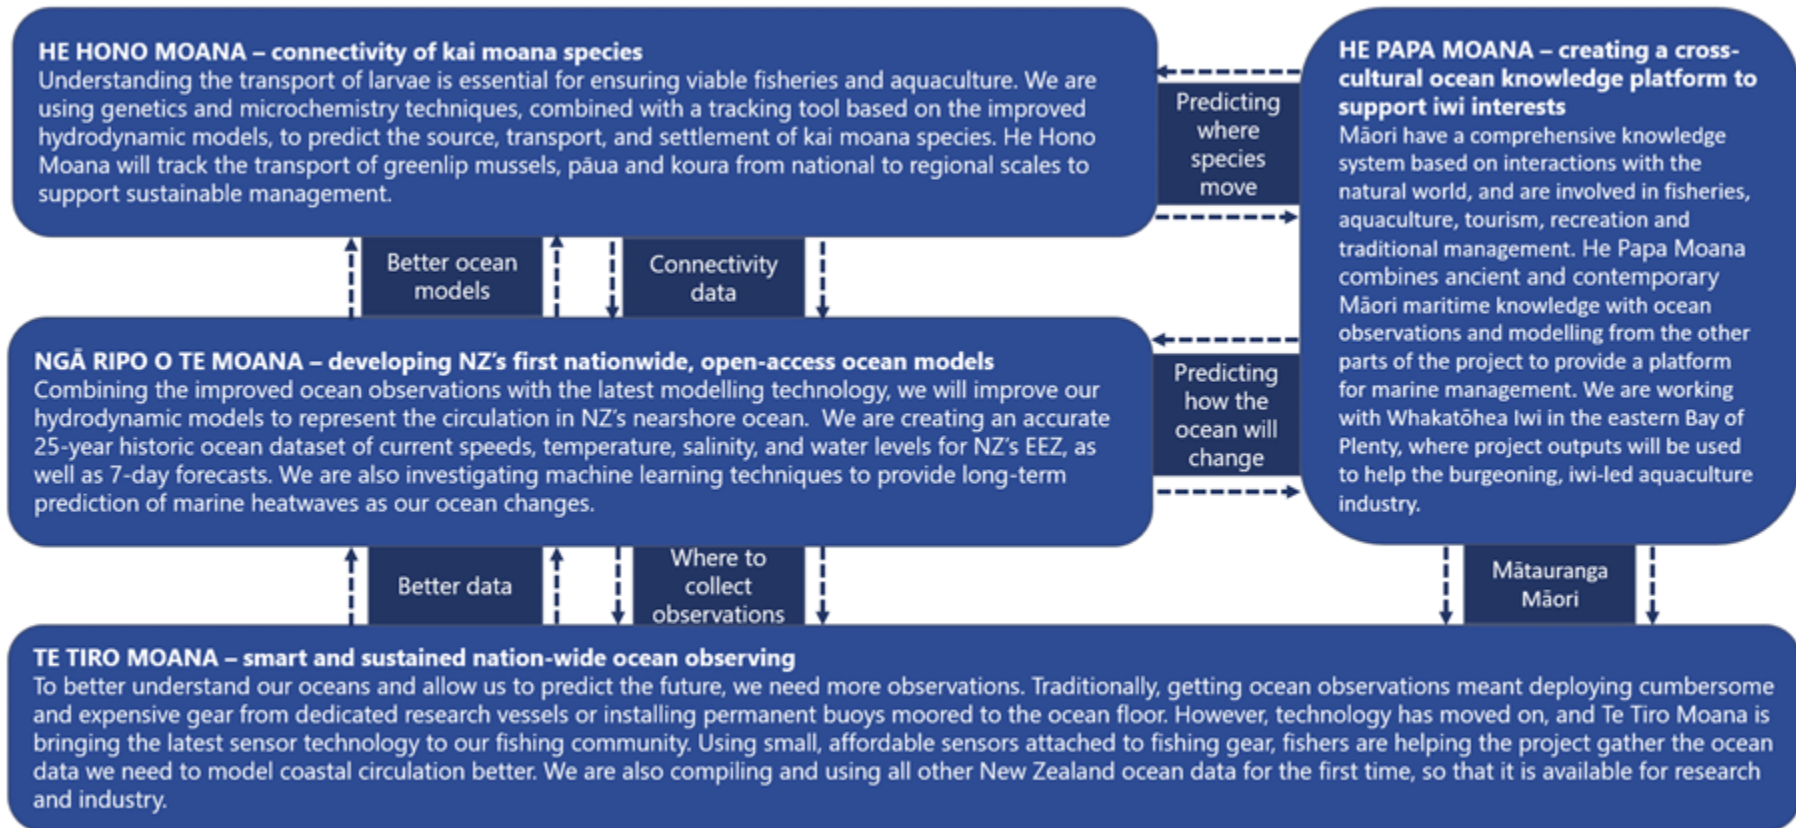 HE HONO MOANA – connectivity of kai moana species
Understanding the transport of larvae is essential for ensuring viable fisheries and aquaculture. We are
using genetics and microchemistry techniques, combined with a tracking tool based on the improved
hydrodynamic models, to predict the source, transport, and settlement of kai moana species. He Hono
Moana will track the transport of greenlip mussels, pāua and koura from national to regional scales to
support sustainable management.
Predicting
where
species
move
HE PAPA MOANA – creating a cross-
cultural ocean knowledge platform to
support iwi interests
Māori have a comprehensive knowledge
system based on interactions with the
natural world, and are involved in fisheries,
aquaculture, tourism, recreation and
traditional management. He Papa Moana
combines ancient and contemporary
Māori maritime knowledge with ocean
observations and modelling from the other
parts of the project to provide a platform
for marine management. We are working
with Whakatōhea Iwi in the eastern Bay of
Plenty, where project outputs will be used
to help the burgeoning, iwi-led aquaculture
industry.
Better ocean
models
Connectivity
data
NGĀ RIPO O TE MOANA – developing NZ's first nationwide, open-access ocean models
Combining the improved ocean observations with the latest modelling technology, we will improve our
hydrodynamic models to represent the circulation in NZ's nearshore ocean.  We are creating an accurate
25-year historic ocean dataset of current speeds, temperature, salinity, and water levels for NZ's EEZ, as
well as 7-day forecasts. We are also investigating machine learning techniques to provide long-term
prediction of marine heatwaves as our ocean changes.
Predicting
how the
ocean will
change
Better data
Where to
collect
observations
Mātauranga
Māori
TE TIRO MOANA – smart and sustained nation-wide ocean observing
To better understand our oceans and allow us to predict the future, we need more observations. Traditionally, getting ocean observations meant deploying cumbersome
and expensive gear from dedicated research vessels or installing permanent buoys moored to the ocean floor. However, technology has moved on, and Te Tiro Moana is
bringing the latest sensor technology to our fishing community. Using small, affordable sensors attached to fishing gear, fishers are helping the project gather the ocean
data we need to model coastal circulation better. We are also compiling and using all other New Zealand ocean data for the first time, so that it is available for research
and industry.